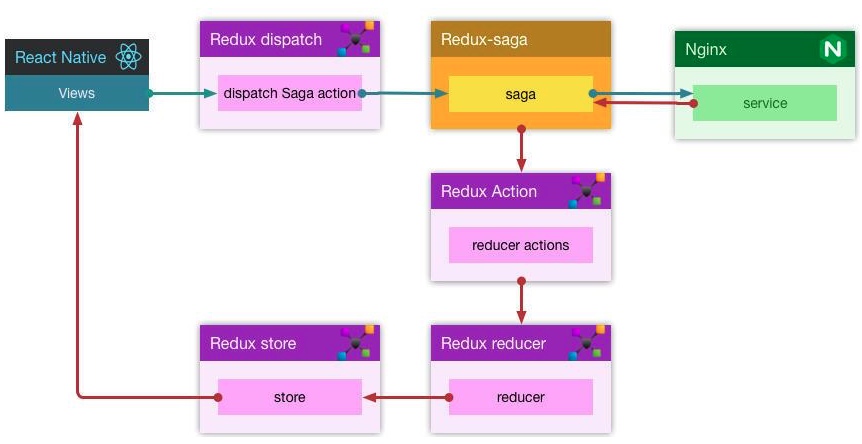 React Native
Views
Redux dispatch
dispatch Saga action
Redux-saga
saga
Nginx
N
service
Redux Action
reducer actions
Redux store
store
Redux reducer
reducer